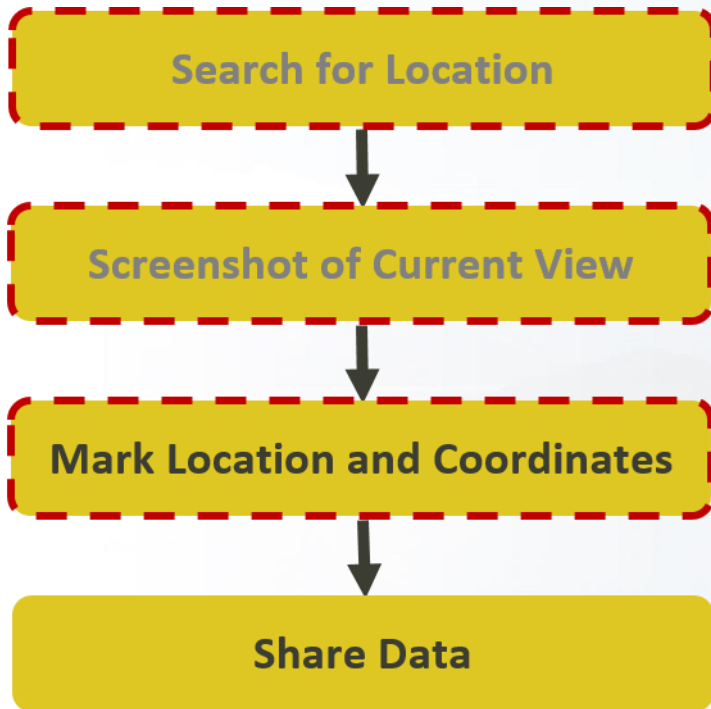 Search for Location
Screenshot of Current View
Mark Location and Coordinates
Share Data